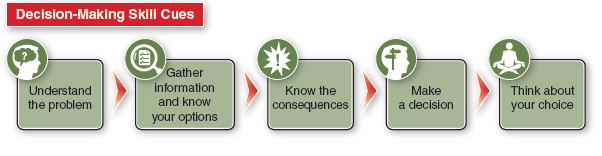 Decision-Making Skill Cues
Understand
the problem
Gather
information
and know
your options
Know the
consequences
Make
a decision
Think about
your choice